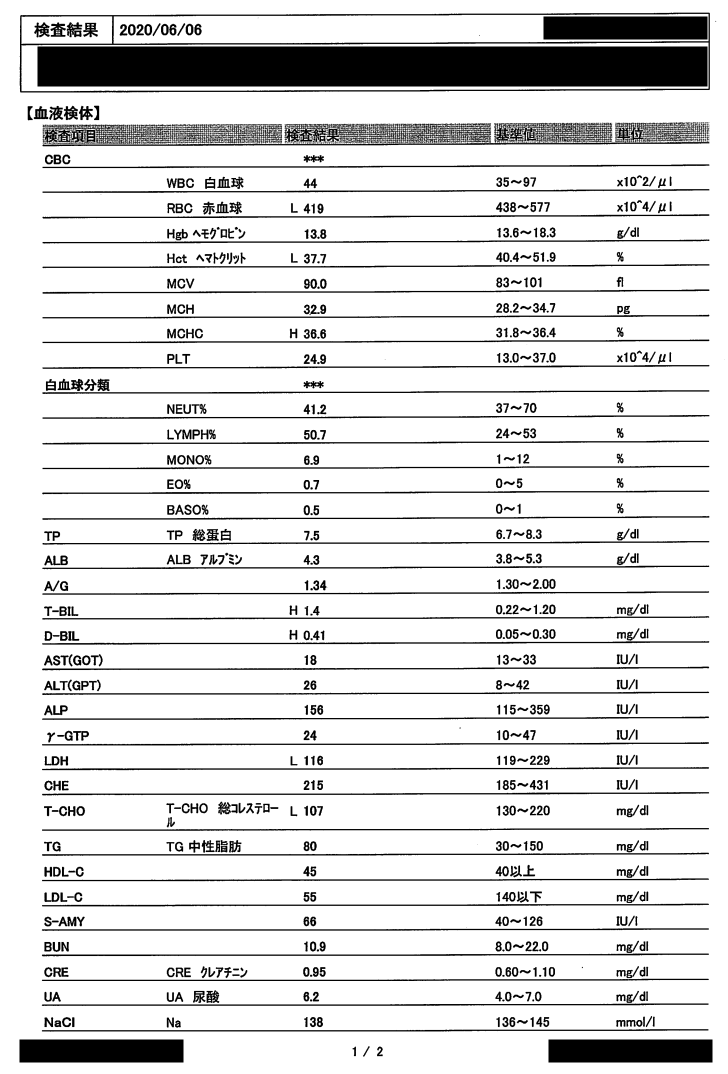 検査結果 2020/06/06
【血液検体】
検査項目 検査結果 基準値 単位
CBC ***
WBC 白血球 44 35～97 x10^2/μl
RBC 赤血球 L 419 438～577 x10^4/μl
Hgb ﾍﾓｸﾞﾛﾋﾞﾝ 13.8 13.6～18.3 g/dl
Hct ﾍﾏﾄｸﾘｯﾄ L 37.7 40.4～51.9 %
MCV 90.0 83～101 fl
MCH 32.9 28.2～34.7 pg
MCHC H 36.6 31.8～36.4 %
PLT 24.9 13.0～37.0 x10^4/μl
白血球分類 ***
NEUT% 41.2 37～70 %
LYMPH% 50.7 24～53 %
MONO% 6.9 1～12 %
EO% 0.7 0～5 %
BASO% 0.5 0～1 %
TP TP 総蛋白 7.5 6.7～8.3 g/dl
ALB ALB ｱﾙﾌﾞﾐﾝ 4.3 3.8～5.3 g/dl
A/G 1.34 1.30～2.00
T-BIL H 1.4 0.22～1.20 mg/dl
D-BIL H 0.41 0.05～0.30 mg/dl
AST(GOT) 18 13～33 IU/l
ALT(GPT) 26 8～42 IU/l
ALP 156 115～359 IU/l
γ-GTP 24 10～47 IU/l
LDH L 116 119～229 IU/l
CHE 215 185～431 IU/l
T-CHO T-CHO 総ｺﾚｽﾃﾛｰ L 107 130～220 mg/dl
ﾙ
TG TG 中性脂肪 80 30～150 mg/dl
HDL-C 45 40以上 mg/dl
LDL-C 55 140以下 mg/dl
S-AMY 66 40～126 IU/l
BUN 10.9 8.0～22.0 mg/dl
CRE CRE ｸﾚｱﾁﾆﾝ 0.95 0.60～1.10 mg/dl
UA UA 尿酸 6.2 4.0～7.0 mg/dl
NaCl Na 138 136～145 mmol/l
1 / 2